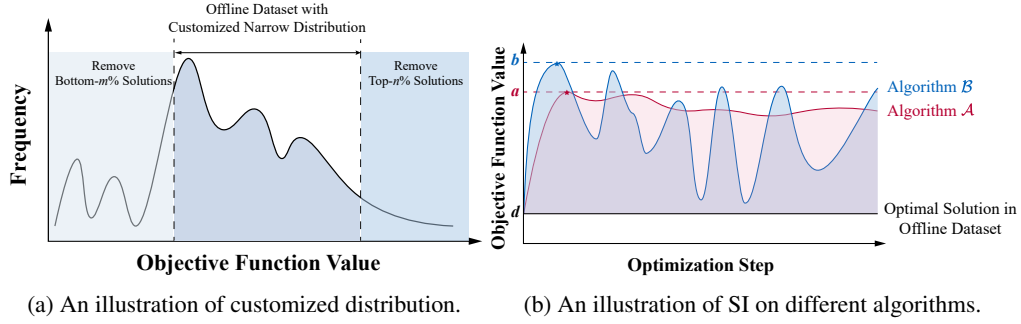 Offline Dataset with
Customized Narrow Distribution
Remove
Bottom-m% Solutions
Remove
Top-n% Solutions
Frequency
Objective Function Value
(a) An illustration of customized distribution.
Objective Function Value
b
a
d
Algorithm ℬ
Algorithm 𝒜
Optimal Solution in
Offline Dataset
Optimization Step
(b) An illustration of SI on different algorithms.